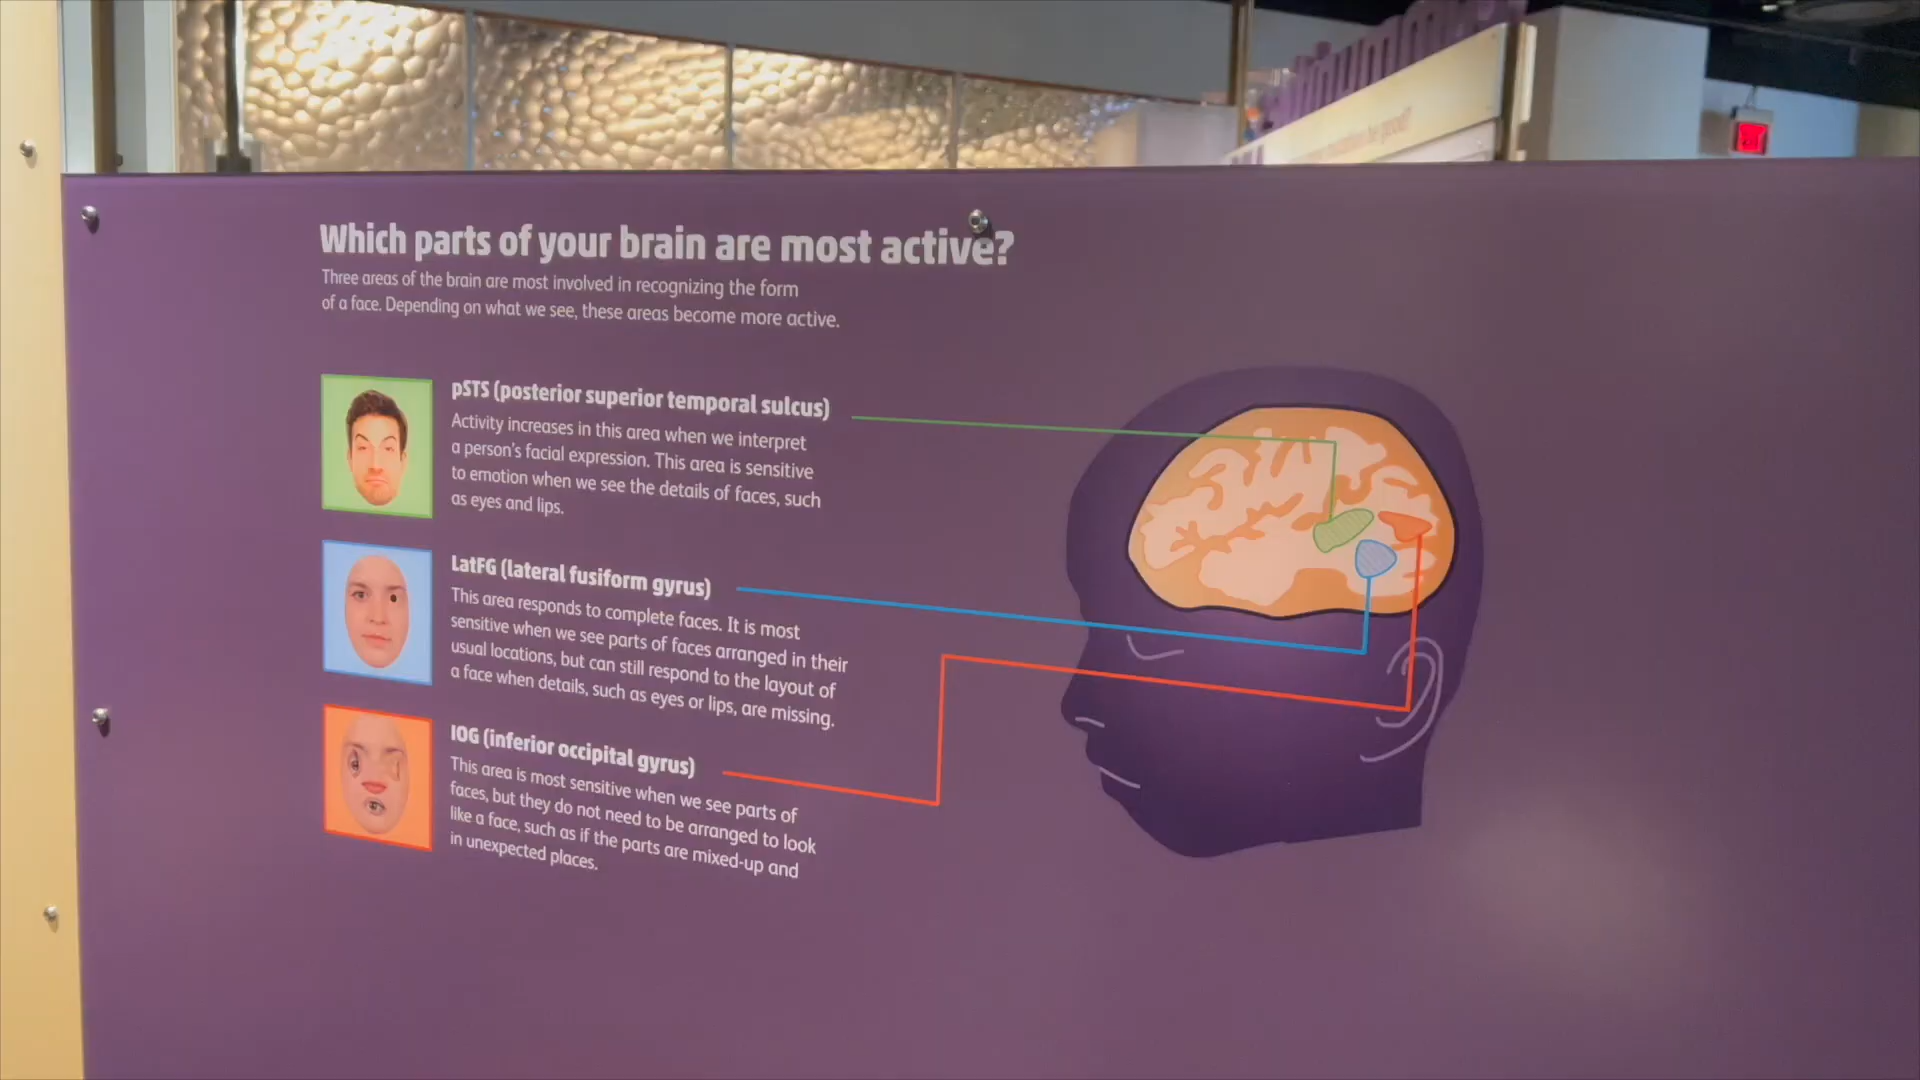 Which parts of your brain are most active?
Three areas of the brain are most involved in recognizing the form
of a face. Depending on what we see, these areas become more active.
pSTS (posterior superior temporal sulcus)
Activity increases in this area when we interpret
a person's facial expression. This area is sensitive
to emotion when we see the details of faces, such
as eyes and lips.
LatFG (lateral fusiform gyrus)
This area responds to complete faces. It is most
sensitive when we see parts of faces arranged in their
usual locations, but can still respond to the layout of
a face when details, such as eyes or lips, are missing.
IOG (inferior occipital gyrus)
This area is most sensitive when we see parts of
faces, but they do not need to be arranged to look
like a face, such as if the parts are mixed-up and
in unexpected places.